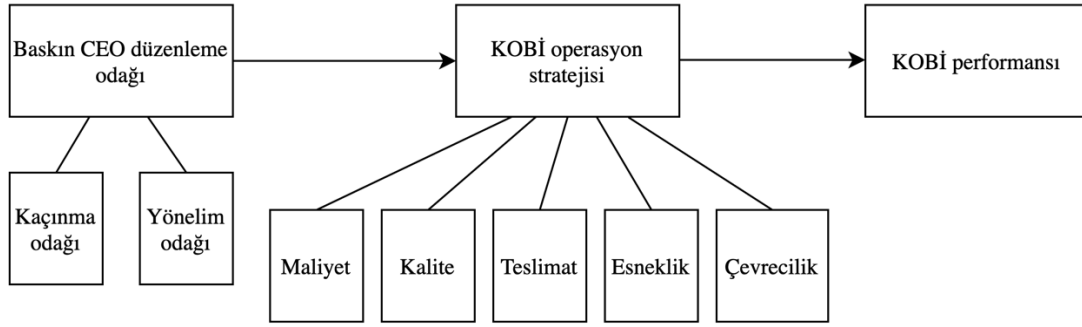 Baskın CEO düzenleme
odağı
KOBİ operasyon
stratejisi
KOBİ performansı
Kaçınma
odağı
Yönelim
odağı
Maliyet
Kalite
Teslimat
Esneklik
Çevrecilik